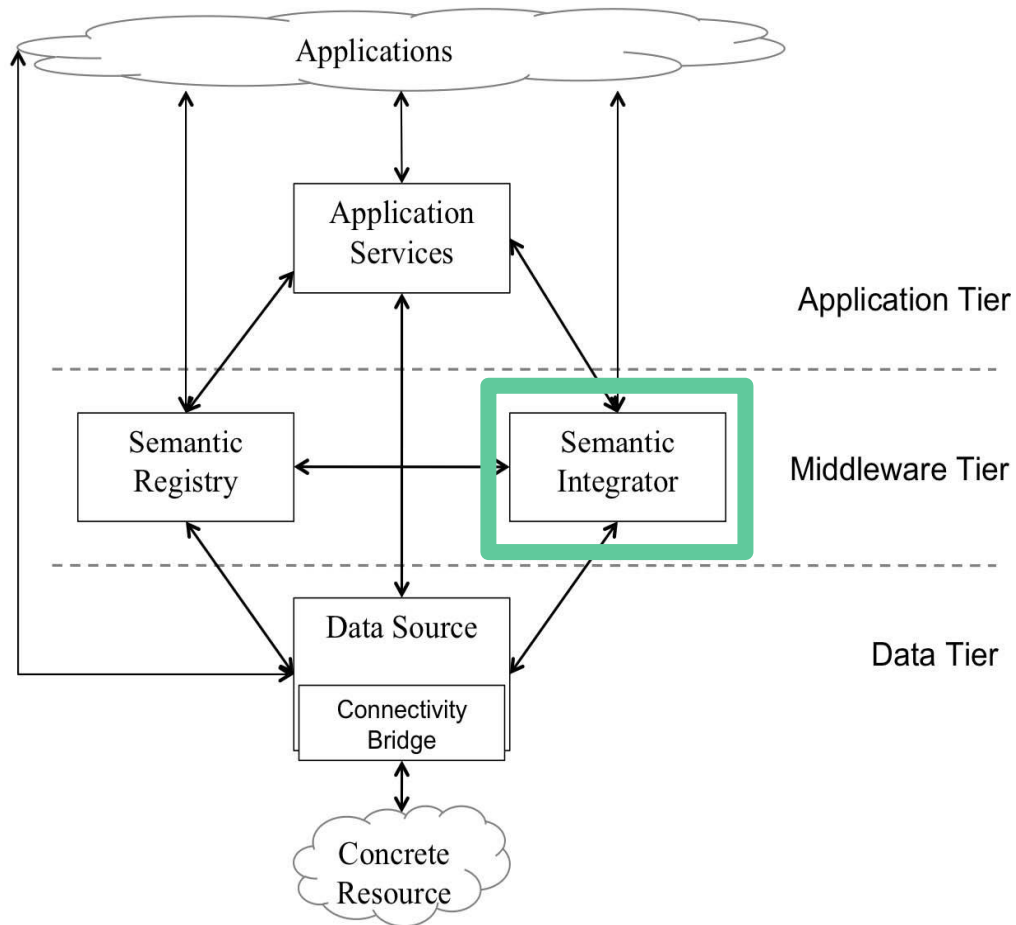 Applications
Application
Services
Application Tier
Semantic
Registry
Semantic
Integrator
Middleware Tier
Data Source
Data Tier
Connectivity
Bridge
Concrete
Resource